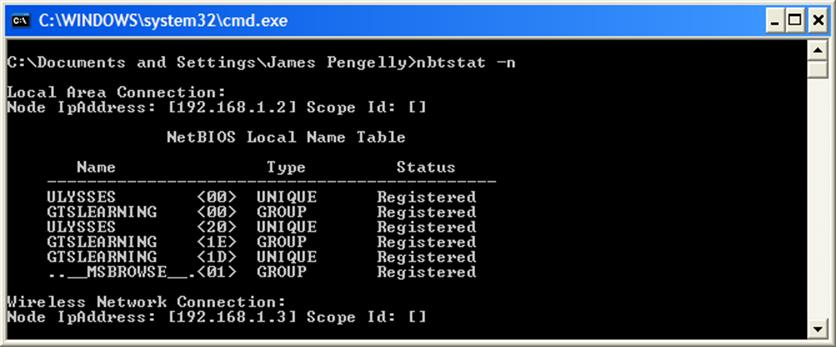 C:\WINDOWS\system32\cmd.exe
C:\Documents and Settings\James Pengelly>nbtstat -n
Local Area Connection:
Node IpAddress: [192.168.1.2] Scope Id: []
NetBIOS Local Name Table
Name Type Status
---------------------------------------------
ULYSSES <00> UNIQUE Registered
GTSLEARNING <00> GROUP Registered
ULYSSES <20> UNIQUE Registered
GTSLEARNING <1E> GROUP Registered
GTSLEARNING <1D> UNIQUE Registered
..__MSBROWSE__.<01> GROUP Registered
Wireless Network Connection:
Node IpAddress: [192.168.1.3] Scope Id: []